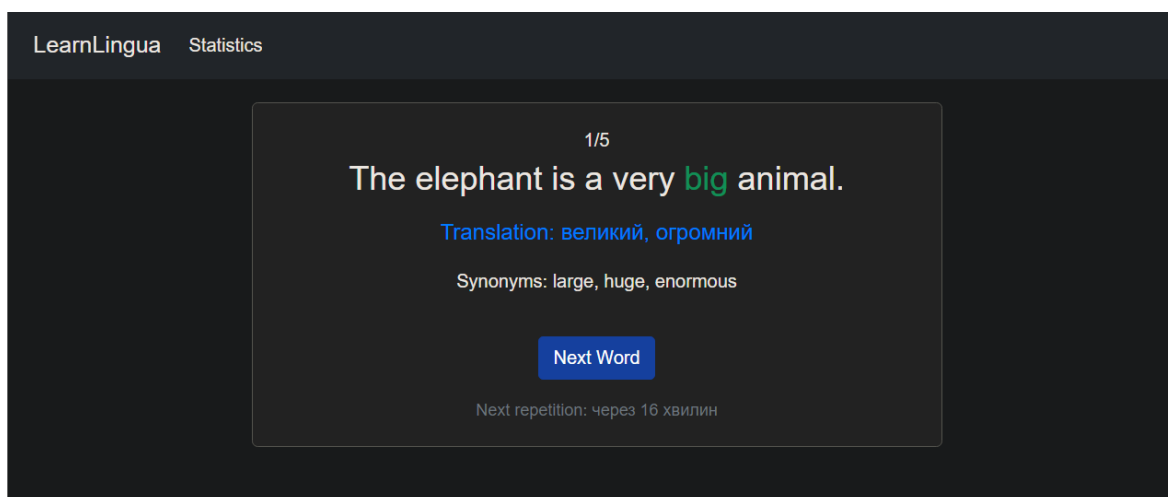 LearnLingua Statistics
1/5
The elephant is a very big animal.
Translation: великий, огромний
Synonyms: large, huge, enormous
Next Word
Next repetition: через 16 хвилин